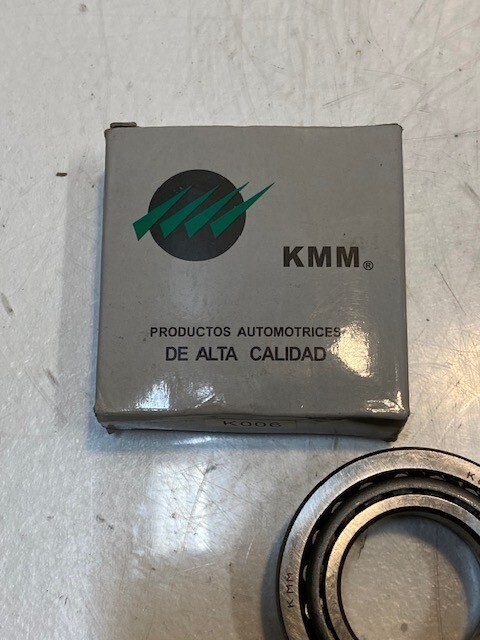 KMM®
PRODUCTOS AUTOMOTRICES
DE ALTA CALIDAD
K006
KMM